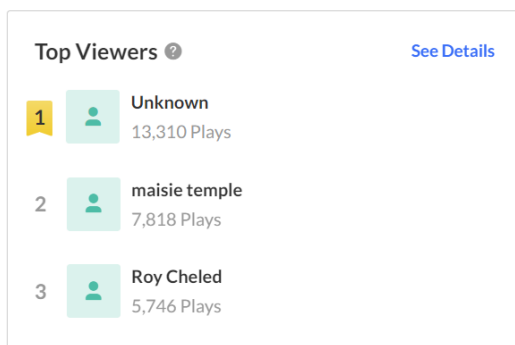 Top Viewers ?
See Details
1
Unknown
13,310 Plays
2
maisie temple
7,818 Plays
3
Roy Cheled
5,746 Plays